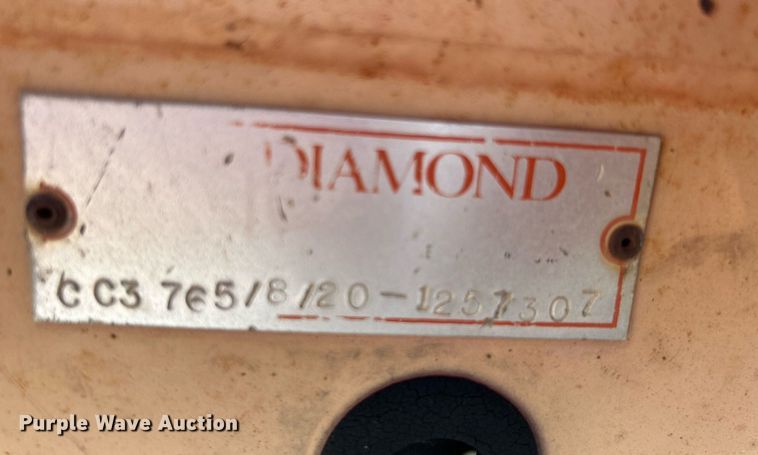 DIAMOND
CC3 765/8/20-1257307
Purple Wave Auction